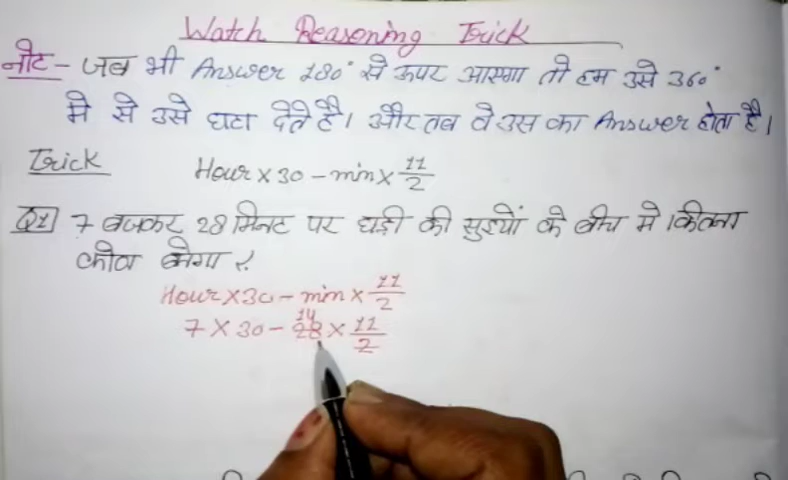 Watch Reasoning Trick
नोट - जब भी Answer 180° से ऊपर आएगा तो हम उसे 360°
मे से उसे घटा देते है। और तब वे उस का Answer होता है।
Trick Hour × 30 - min × 11/2
Q1 7 बजकर 28 मिनट पर घड़ी की सुइयों के बीच मे कितना
कोण बनेगा ?
Hour × 30 - min × 11/2
14
7 × 30 - 28 × 11/2